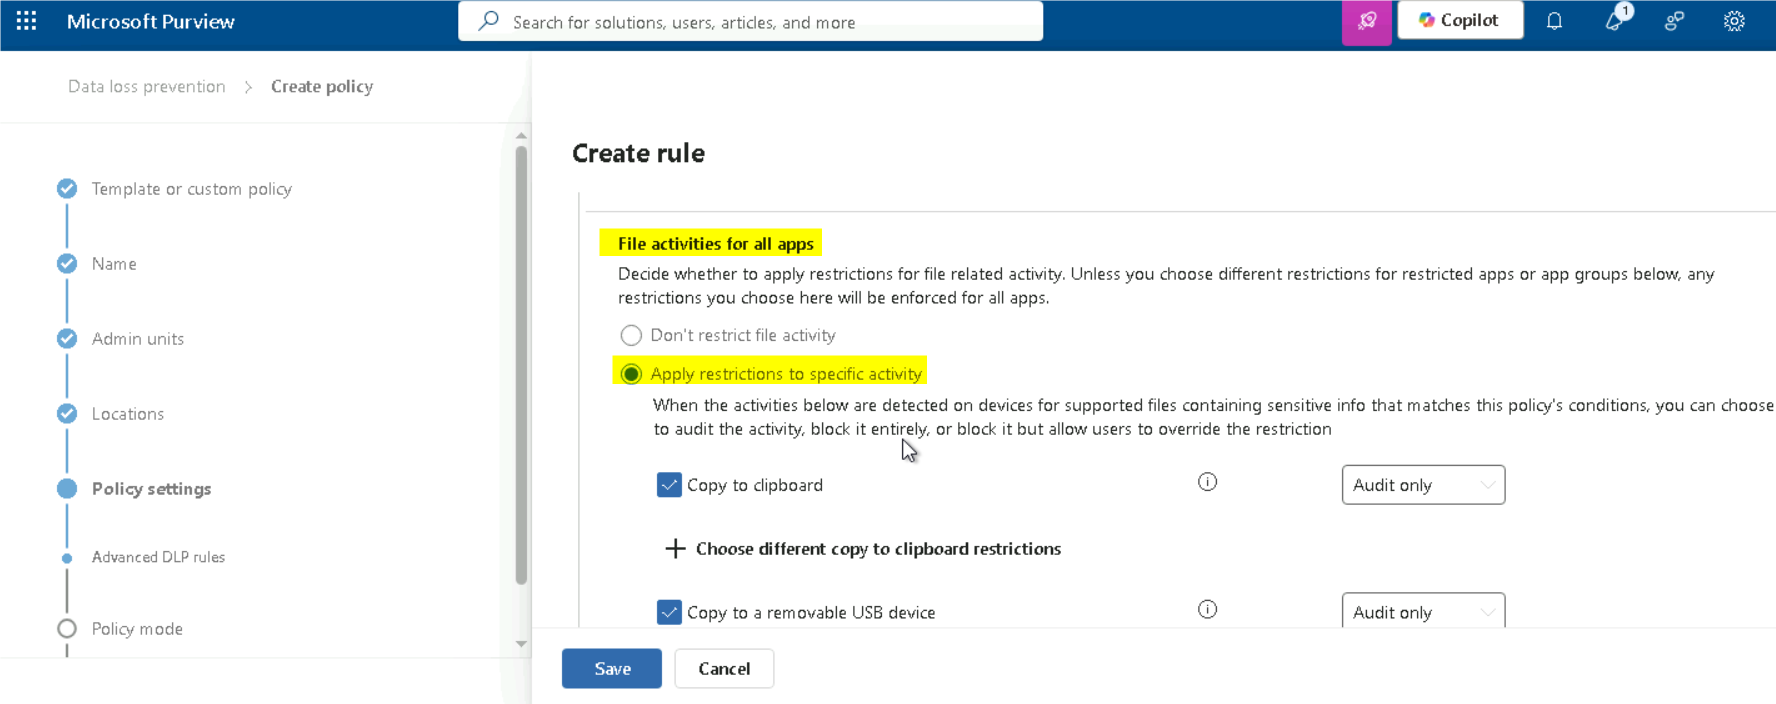 Microsoft Purview
Search for solutions, users, articles, and more
Copilot
1
Data loss prevention > Create policy
Template or custom policy
Name
Admin units
Locations
Policy settings
Advanced DLP rules
Policy mode
Create rule
File activities for all apps
Decide whether to apply restrictions for file related activity. Unless you choose different restrictions for restricted apps or app groups below, any
restrictions you choose here will be enforced for all apps.
Don't restrict file activity
Apply restrictions to specific activity
When the activities below are detected on devices for supported files containing sensitive info that matches this policy's conditions, you can choose
to audit the activity, block it entirely, or block it but allow users to override the restriction
Copy to clipboard
Audit only
Choose different copy to clipboard restrictions
Copy to a removable USB device
Audit only
Save
Cancel